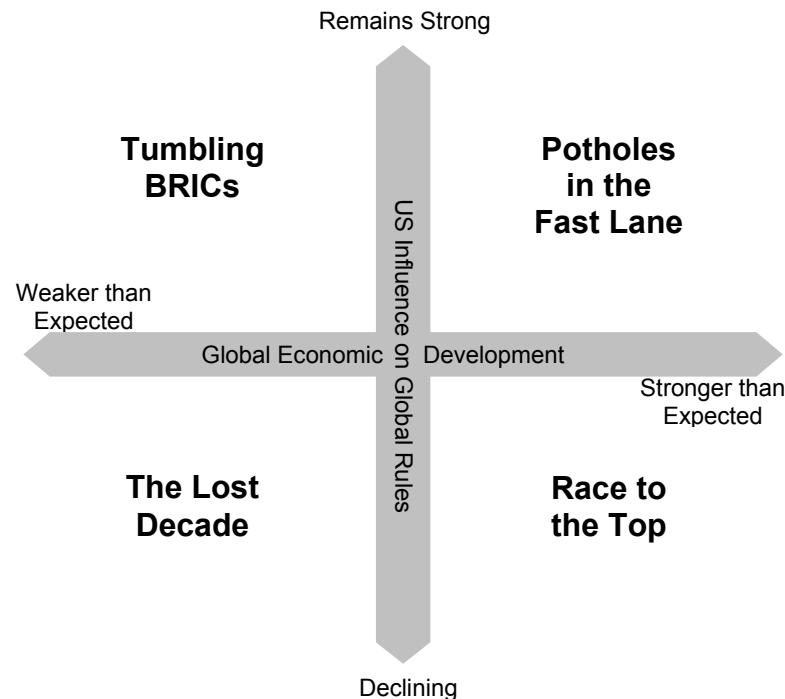 Remains Strong
Tumbling
BRICs
Potholes
in the
Fast Lane
US Influence on Global Rules
Weaker than
Expected
Global Economic Development
Stronger than
Expected
The Lost
Decade
Race to
the Top
Declining